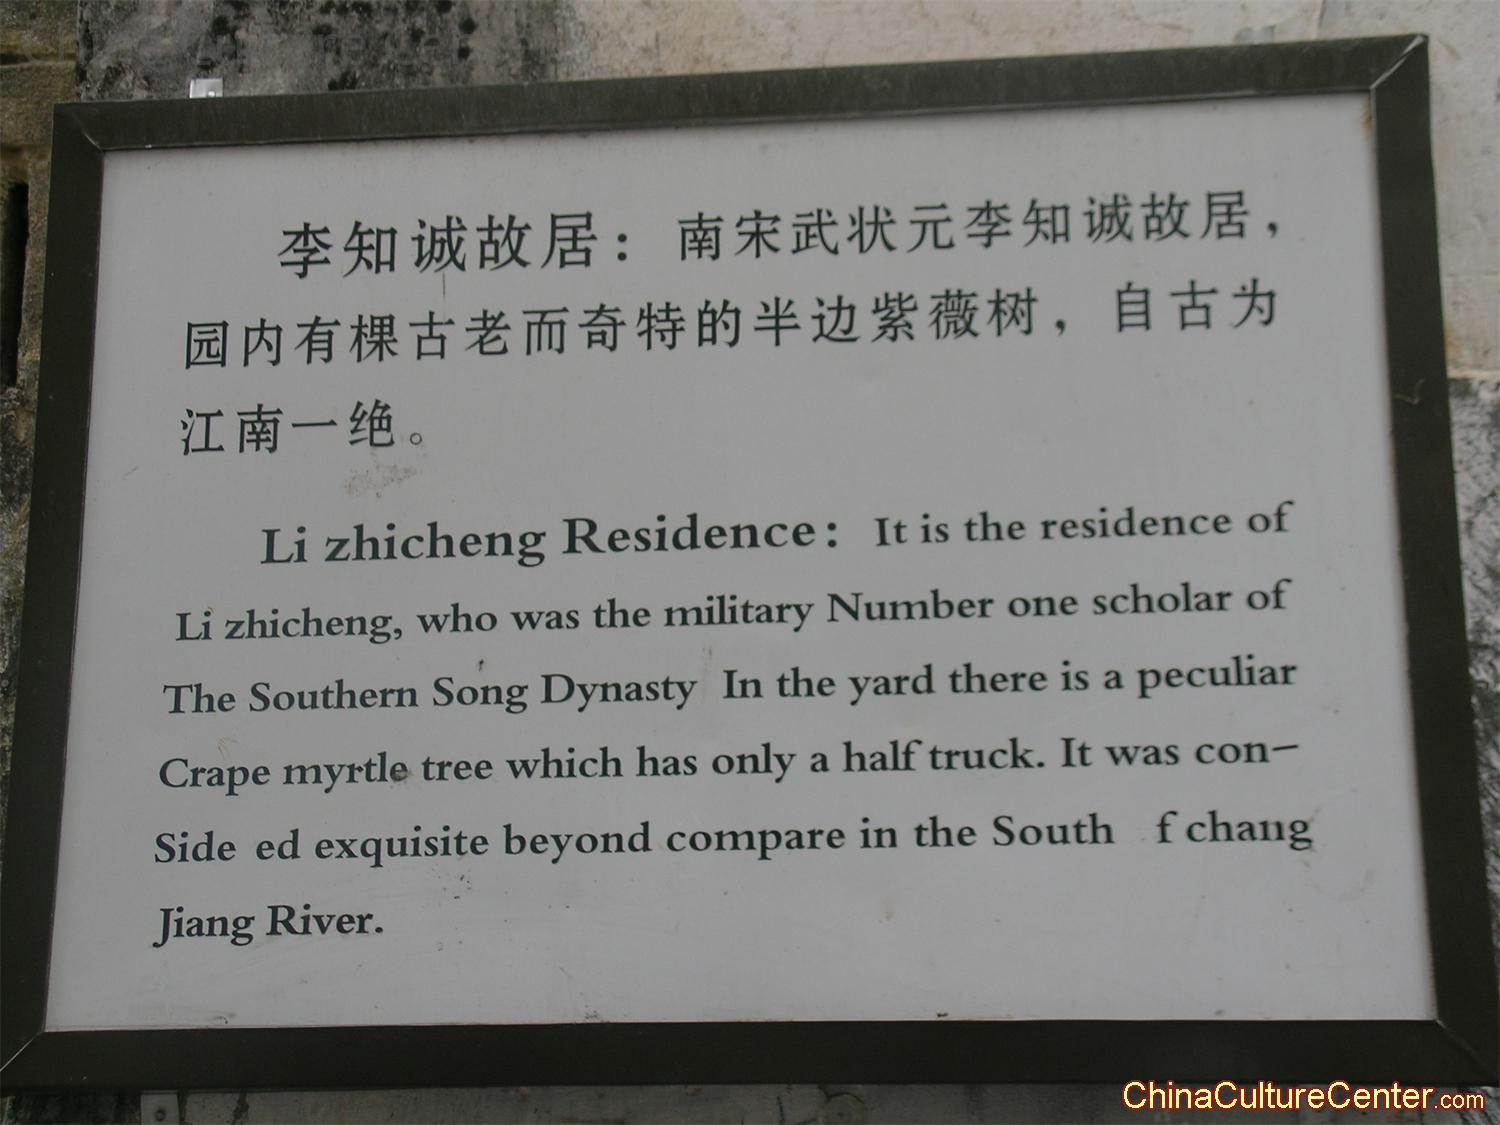 李知诚故居：南宋武状元李知诚故居，
园内有棵古老而奇特的半边紫薇树，自古为
江南一绝。
Li zhicheng Residence: It is the residence of
Li zhicheng, who was the military Number one scholar of
The Southern Song Dynasty In the yard there is a peculiar
Crape myrtle tree which has only a half truck. It was con-
Side ed exquisite beyond compare in the South f chang
Jiang River.
ChinaCultureCenter.com